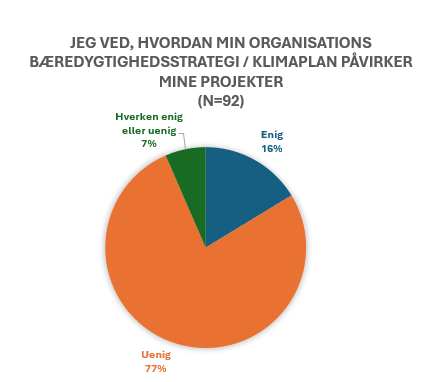 JEG VED, HVORDAN MIN ORGANISATIONS
BÆREDYGTIGHEDSSTRATEGI / KLIMAPLAN PÅVIRKER
MINE PROJEKTER
(N=92)
Hverken enig
eller uenig
7%
Enig
16%
Uenig
77%